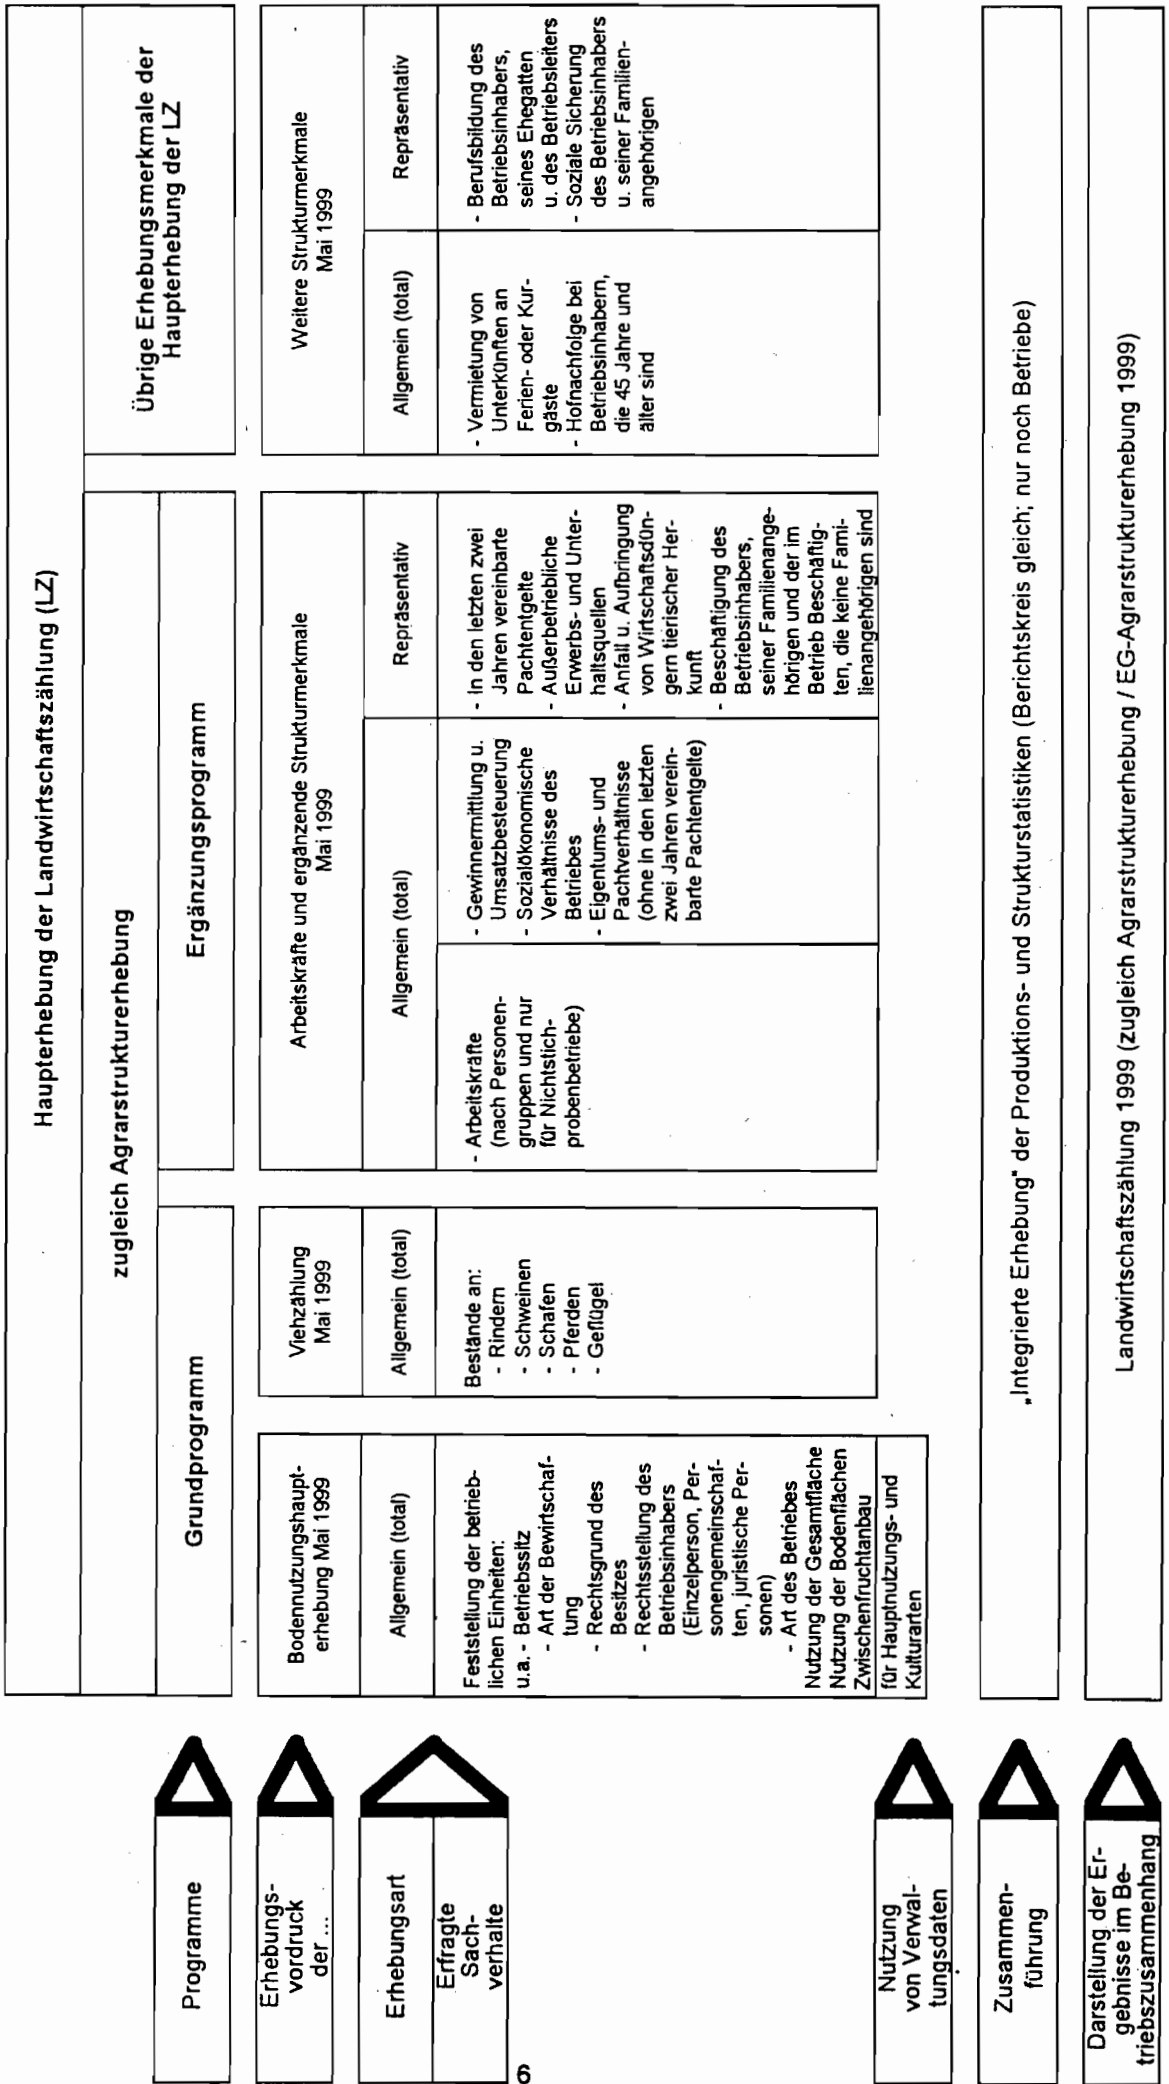 Haupterhebung der Landwirtschaftszählung (LZ)
zugleich Agrarstrukturerhebung
Übrige Erhebungsmerkmale der
Haupterhebung der LZ
Programme
Grundprogramm
Ergänzungsprogramm
Erhebungs-
vordruck
der ...
Bodennutzungshaupt-
erhebung Mai 1999
Viehzählung
Mai 1999
Arbeitskräfte und ergänzende Strukturmerkmale
Mai 1999
Weitere Strukturmerkmale
Mai 1999
Erhebungsart
Allgemein (total)
Allgemein (total)
Allgemein (total)
Repräsentativ
Allgemein (total)
Repräsentativ
Erfragte
Sach-
verhalte
Feststellung der betrieb-
lichen Einheiten:
u.a. - Betriebssitz
- Art der Bewirtschaf-
tung
- Rechtsgrund des
Besitzes
- Rechtsstellung des
Betriebsinhabers
(Einzelperson, Per-
sonengemeinschaf-
ten, juristische Per-
sonen)
- Art des Betriebes
Nutzung der Gesamtfläche
Nutzung der Bodenflächen
Zwischenfruchtanbau
Bestände an:
- Rindern
- Schweinen
- Schafen
- Pferden
- Geflügel
- Arbeitskräfte
(nach Personen-
gruppen und nur
für Nichtstich-
probenbetriebe)
- Gewinnermittlung u.
Umsatzbesteuerung
- Sozialökonomische
Verhältnisse des
Betriebes
- Eigentums- und
Pachtverhältnisse
(ohne in den letzten
zwei Jahren verein-
barte Pachtentgelte)
- In den letzten zwei
Jahren vereinbarte
Pachtentgelte
- Außerbetriebliche
Erwerbs- und Unter-
haltsquellen
- Anfall u. Aufbringung
von Wirtschaftsdün-
gern tierischer Her-
kunft
- Beschäftigung des
Betriebsinhabers,
seiner Familienange-
hörigen und der im
Betrieb Beschäftig-
ten, die keine Fami-
lienangehörigen sind
- Vermietung von
Unterkünften an
Ferien- oder Kur-
gäste
- Hofnachfolge bei
Betriebsinhabern,
die 45 Jahre und
älter sind
- Berufsbildung des
Betriebsinhabers,
seines Ehegatten
u. des Betriebsleiters
- Soziale Sicherung
des Betriebsinhabers
u. seiner Familien-
angehörigen
Nutzung
von Verwal-
tungsdaten
für Hauptnutzungs- und
Kulturarten
Zusammen-
führung
„Integrierte Erhebung" der Produktions- und Strukturstatistiken (Berichtskreis gleich; nur noch Betriebe)
Darstellung der Er-
gebnisse im Be-
triebszusammenhang
Landwirtschaftszählung 1999 (zugleich Agrarstrukturerhebung / EG-Agrarstrukturerhebung 1999)
6